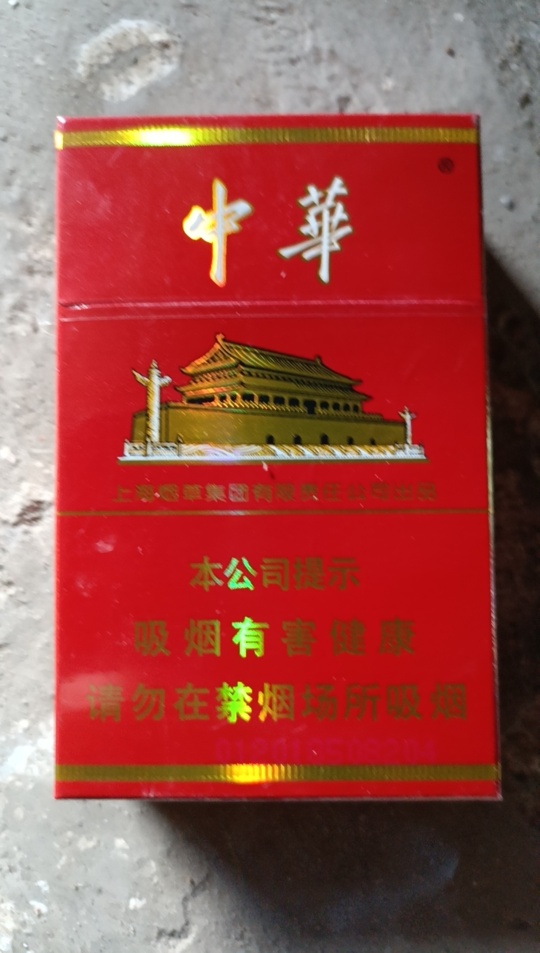 ®
中華
上海烟草集团有限责任公司出品
本公司提示
吸烟有害健康
请勿在禁烟场所吸烟